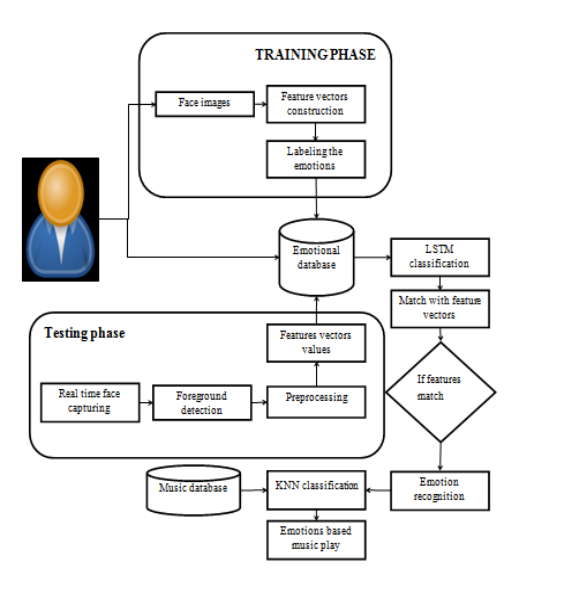 TRAINING PHASE
Face images
Feature vectors
construction
Labeling the
emotions
Emotional
database
LSTM
classification
Match with feature
vectors
Testing phase
Features vectors
values
If features
match
Real time face
capturing
Foreground
detection
Preprocessing
Music database
KNN classification
Emotion
recognition
Emotions based
music play